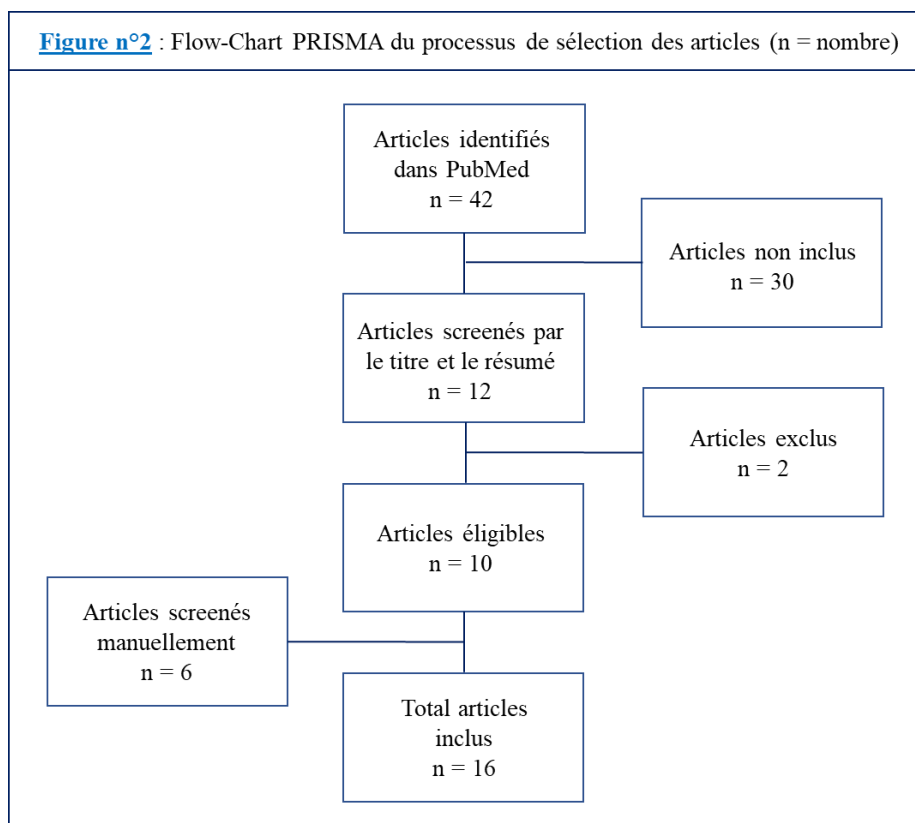 Figure n°2 : Flow-Chart PRISMA du processus de sélection des articles (n = nombre)
Articles identifiés
dans PubMed
n = 42
Articles non inclus
n = 30
Articles screenés par
le titre et le résumé
n = 12
Articles exclus
n = 2
Articles éligibles
n = 10
Articles screenés
manuellement
n = 6
Total articles
inclus
n = 16